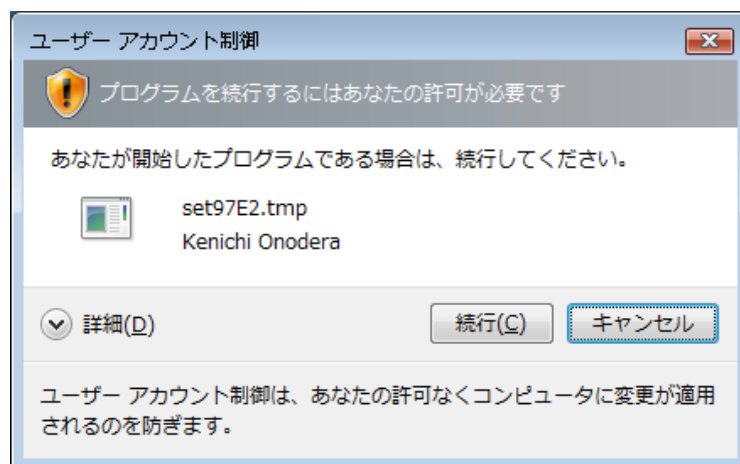 ユーザー アカウント制御
プログラムを続行するにはあなたの許可が必要です
あなたが開始したプログラムである場合は、続行してください。
set97E2.tmp
Kenichi Onodera
詳細(D)
続行(C)
キャンセル
ユーザー アカウント制御は、あなたの許可なくコンピュータに変更が適用
されるのを防ぎます。